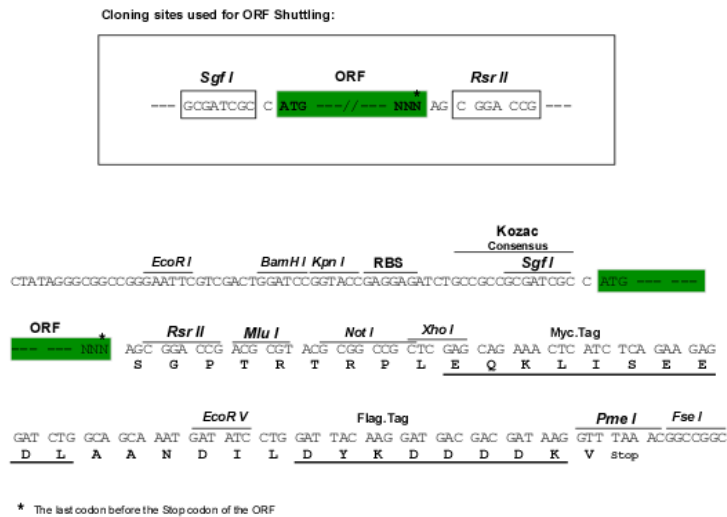 Cloning sites used for ORF Shuttling:
Sgf I ORF Rsr II
*
--- GCGATCGC C ATG ---//--- NNN AG C GGA CCG ---
Kozac
Consensus
EcoR I BamH I Kpn I RBS Sgf I
CTATAGGGCGGCCGGGAATTCGTCGACTGGATCCGGTACCGAGGAGATCTGCCGCCGCGATCGC C ATG --- ---
ORF
* Rsr II Mlu I Not I Xho I Myc.Tag
--- --- NNN AGC GGA CCG ACG CGT ACG CGG CCG CTC GAG CAG AAA CTC ATC TCA GAA GAG
S G P T R T R P L E Q K L I S E E
EcoR V Flag.Tag Pme I Fse I
GAT CTG GCA GCA AAT GAT ATC CTG GAT TAC AAG GAT GAC GAC GAT AAG GTT TAA ACGGCCGGC
D L A A N D I L D Y K D D D D K V Stop
* The last codon before the Stop codon of the ORF